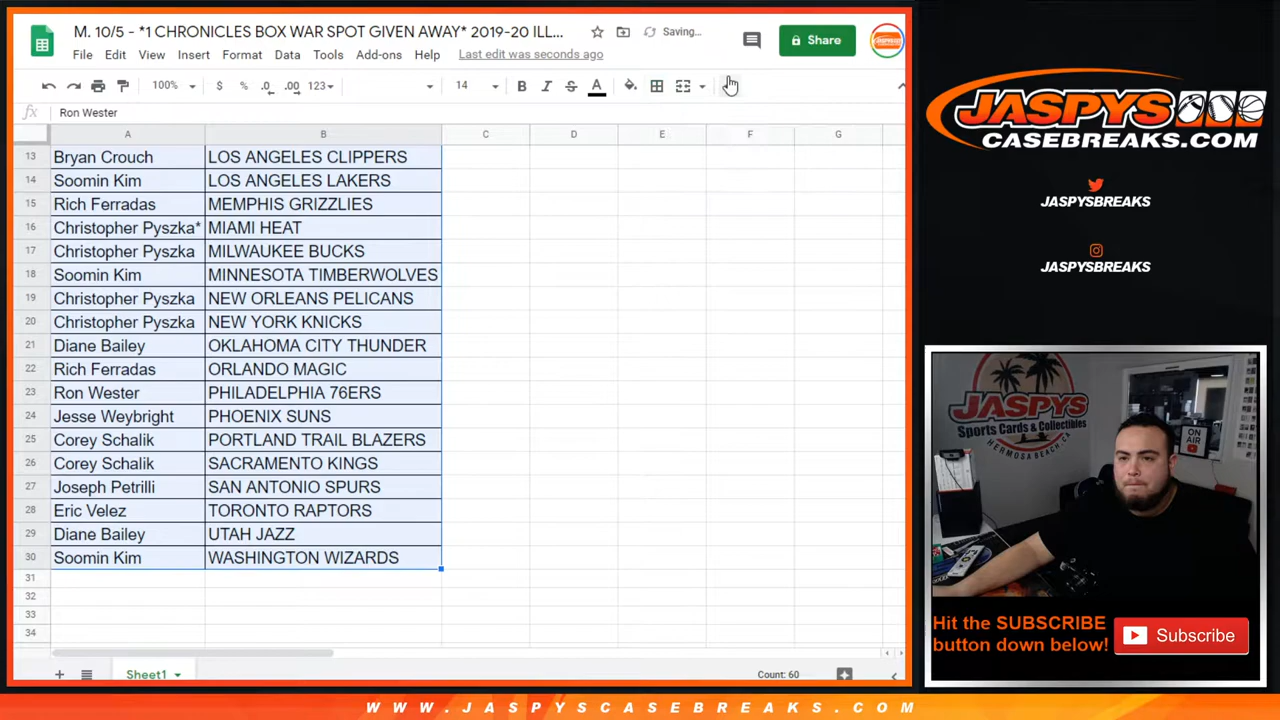 M. 10/5 - *1 CHRONICLES BOX WAR SPOT GIVEN AWAY* 2019-20 ILL...
Saving...
Share
File Edit View Insert Format Data Tools Add-ons Help Last edit was seconds ago
100% $ % .0 .00 123 14 B I S A
fx Ron Wester
A B C D E F G
13 Bryan Crouch LOS ANGELES CLIPPERS
14 Soomin Kim LOS ANGELES LAKERS
15 Rich Ferradas MEMPHIS GRIZZLIES
16 Christopher Pyszka* MIAMI HEAT
17 Christopher Pyszka MILWAUKEE BUCKS
18 Soomin Kim MINNESOTA TIMBERWOLVES
19 Christopher Pyszka NEW ORLEANS PELICANS
20 Christopher Pyszka NEW YORK KNICKS
21 Diane Bailey OKLAHOMA CITY THUNDER
22 Rich Ferradas ORLANDO MAGIC
23 Ron Wester PHILADELPHIA 76ERS
24 Jesse Weybright PHOENIX SUNS
25 Corey Schalik PORTLAND TRAIL BLAZERS
26 Corey Schalik SACRAMENTO KINGS
27 Joseph Petrilli SAN ANTONIO SPURS
28 Eric Velez TORONTO RAPTORS
29 Diane Bailey UTAH JAZZ
30 Soomin Kim WASHINGTON WIZARDS
31
32
33
34
Sheet1
Count: 60
JASPYS
CASEBREAKS.COM
JASPYSBREAKS
JASPYSBREAKS
JASPYS
Sports Cards & Collectibles
HERMOSA BEACH, CA
ON
AIR
Hit the SUBSCRIBE
button down below!
Subscribe
WWW.JASPYSCASEBREAKS.COM